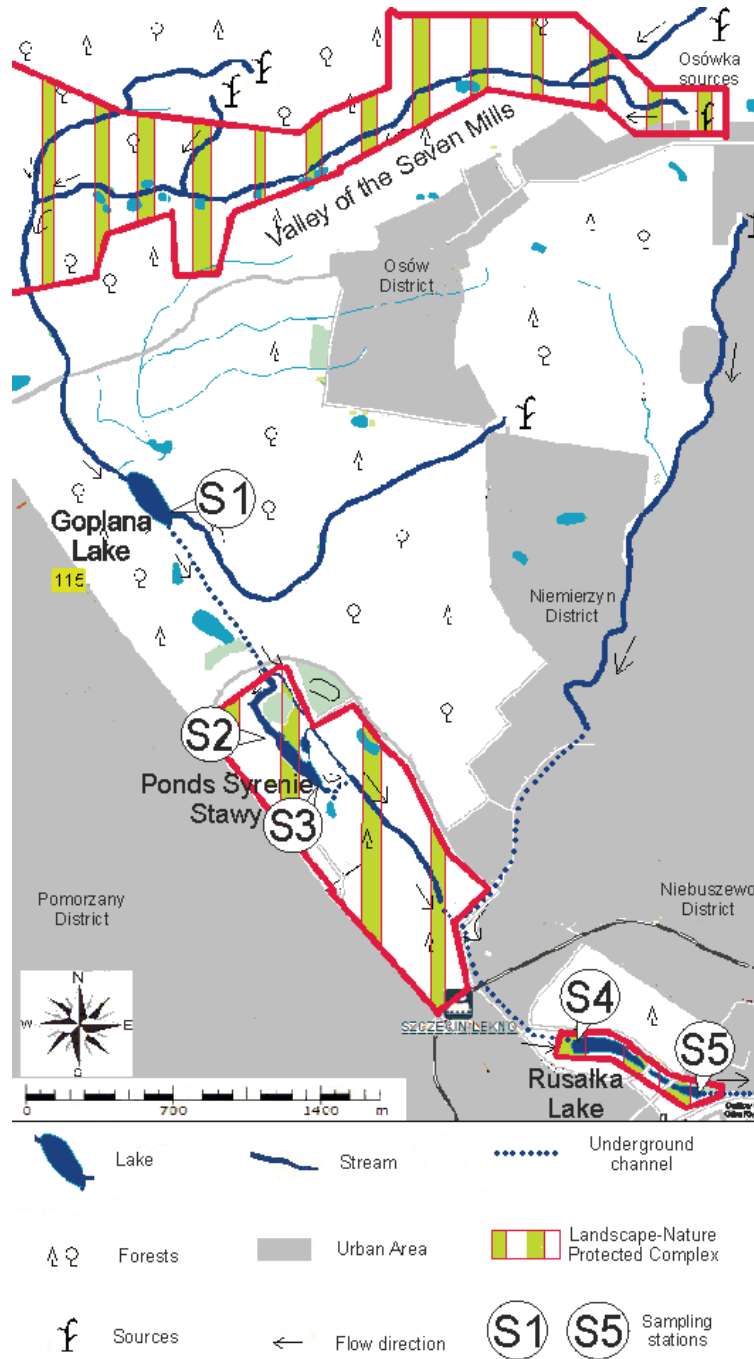 Osówka
sources
Valley of the Seven Mills
Osów
District
S1
Goplana
Lake
115
Niemierzyn
District
S2
Ponds Syrenie
Stawy
S3
Pomorzany
District
Niebuszewo
District
N
W
E
S4
SZCZECIN ŁĘKNO
S5
Rusałka
Lake
0
700
1400
m
Lake
Stream
Underground
channel
Forests
Urban Area
Landscape-Nature
Protected Complex
Sources
Flow direction
S1
S5
Sampling
stations